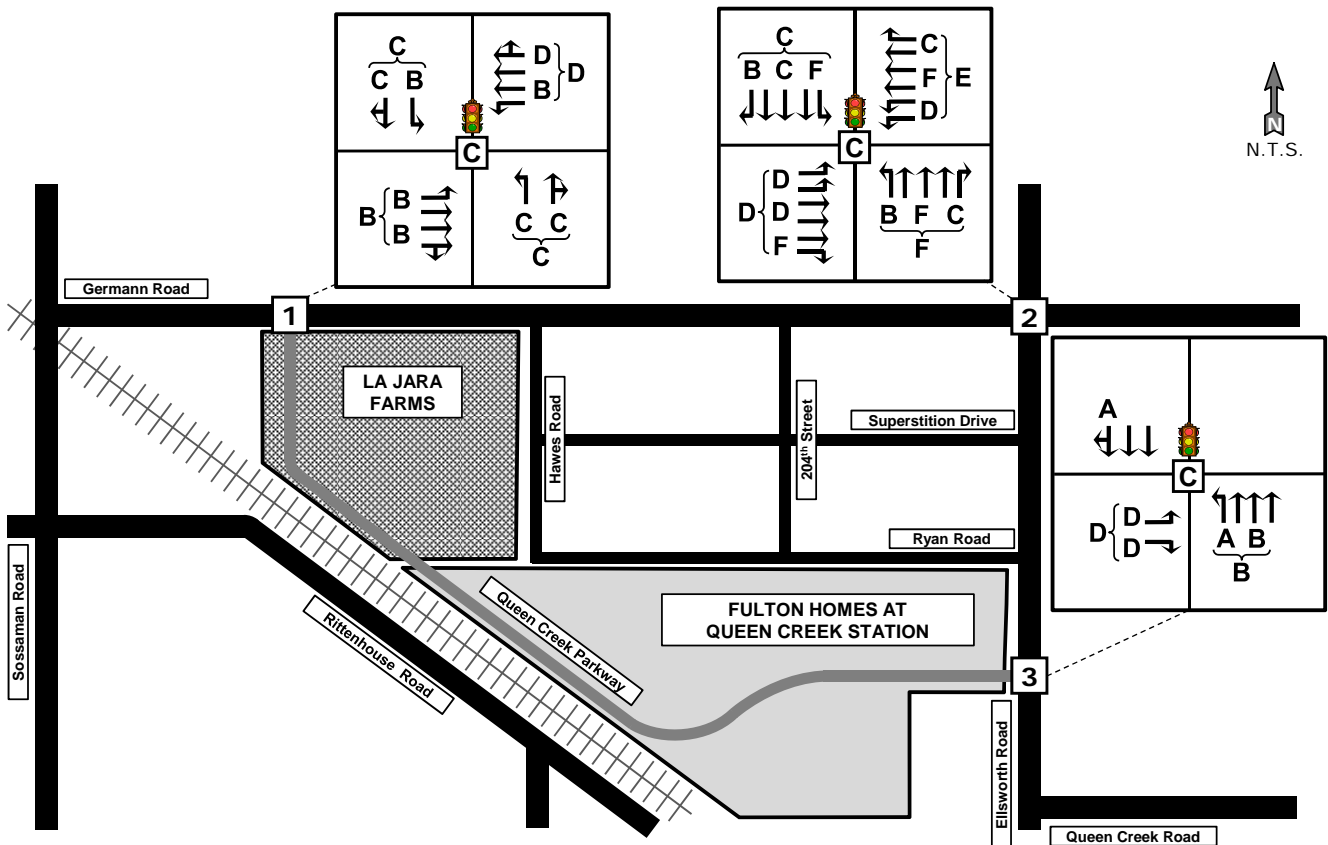 C
C B
D
B
D
C
B
B
B
C C
C
C
B C F
C
F
D
E
C
D
D
F
D
B F C
F
N
N.T.S.
Germann Road
1
2
LA JARA
FARMS
Hawes Road
204th Street
Superstition Drive
Ryan Road
A
C
D
D
D
A B
B
Sossaman Road
Rittenhouse Road
Queen Creek Parkway
FULTON HOMES AT
QUEEN CREEK STATION
3
Ellsworth Road
Queen Creek Road